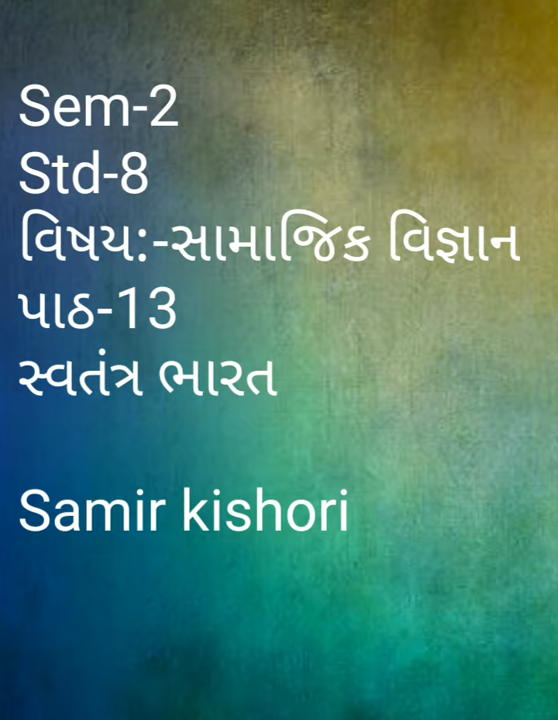 Sem-2
Std-8
વિષય:-સામાજિક વિજ્ઞાન
પાઠ-13
સ્વતંત્ર ભારત
Samir kishori